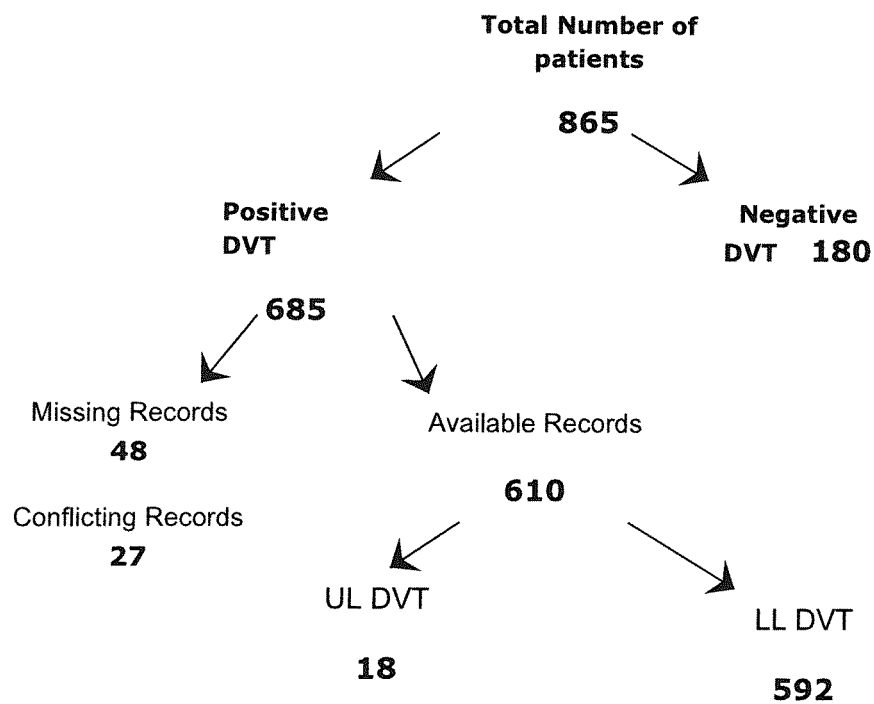 Total Number of
patients
865
Positive
DVT
Negative
DVT 180
685
Missing Records
48
Available Records
610
Conflicting Records
27
UL DVT
18
LL DVT
592